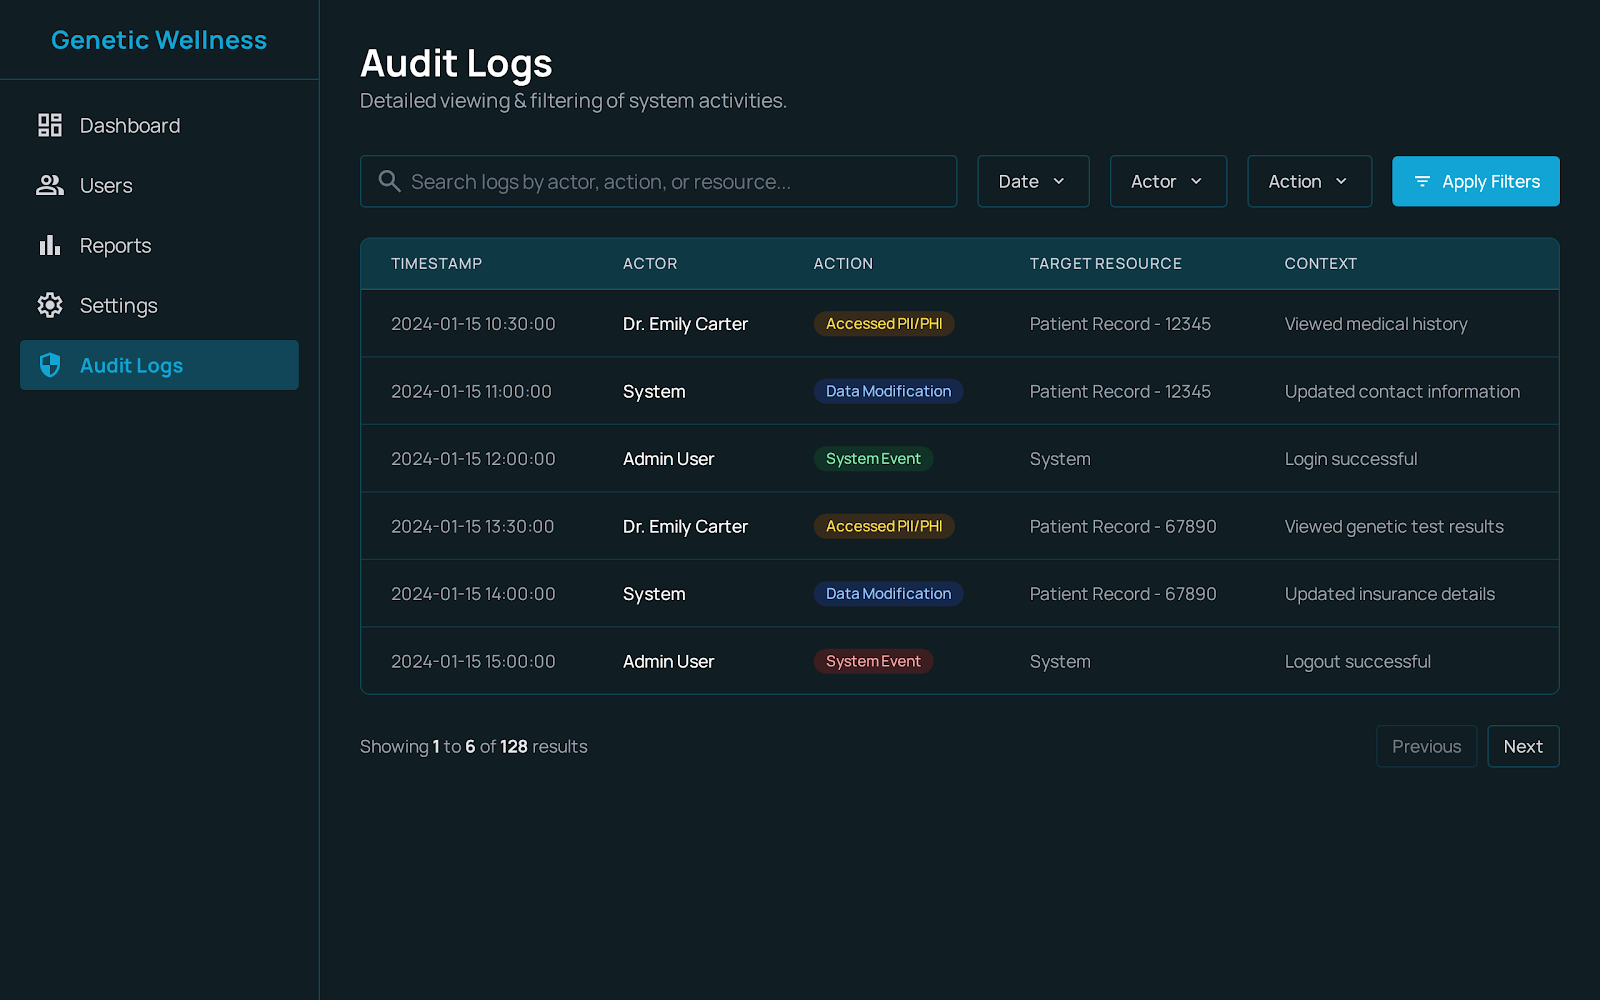 Genetic Wellness
Dashboard
Users
Reports
Settings
Audit Logs
Audit Logs
Detailed viewing & filtering of system activities.
Search logs by actor, action, or resource...
Date
Actor
Action
Apply Filters
TIMESTAMP ACTOR ACTION TARGET RESOURCE CONTEXT
2024-01-15 10:30:00 Dr. Emily Carter Accessed PII/PHI Patient Record - 12345 Viewed medical history
2024-01-15 11:00:00 System Data Modification Patient Record - 12345 Updated contact information
2024-01-15 12:00:00 Admin User System Event System Login successful
2024-01-15 13:30:00 Dr. Emily Carter Accessed PII/PHI Patient Record - 67890 Viewed genetic test results
2024-01-15 14:00:00 System Data Modification Patient Record - 67890 Updated insurance details
2024-01-15 15:00:00 Admin User System Event System Logout successful
Showing 1 to 6 of 128 results
Previous
Next